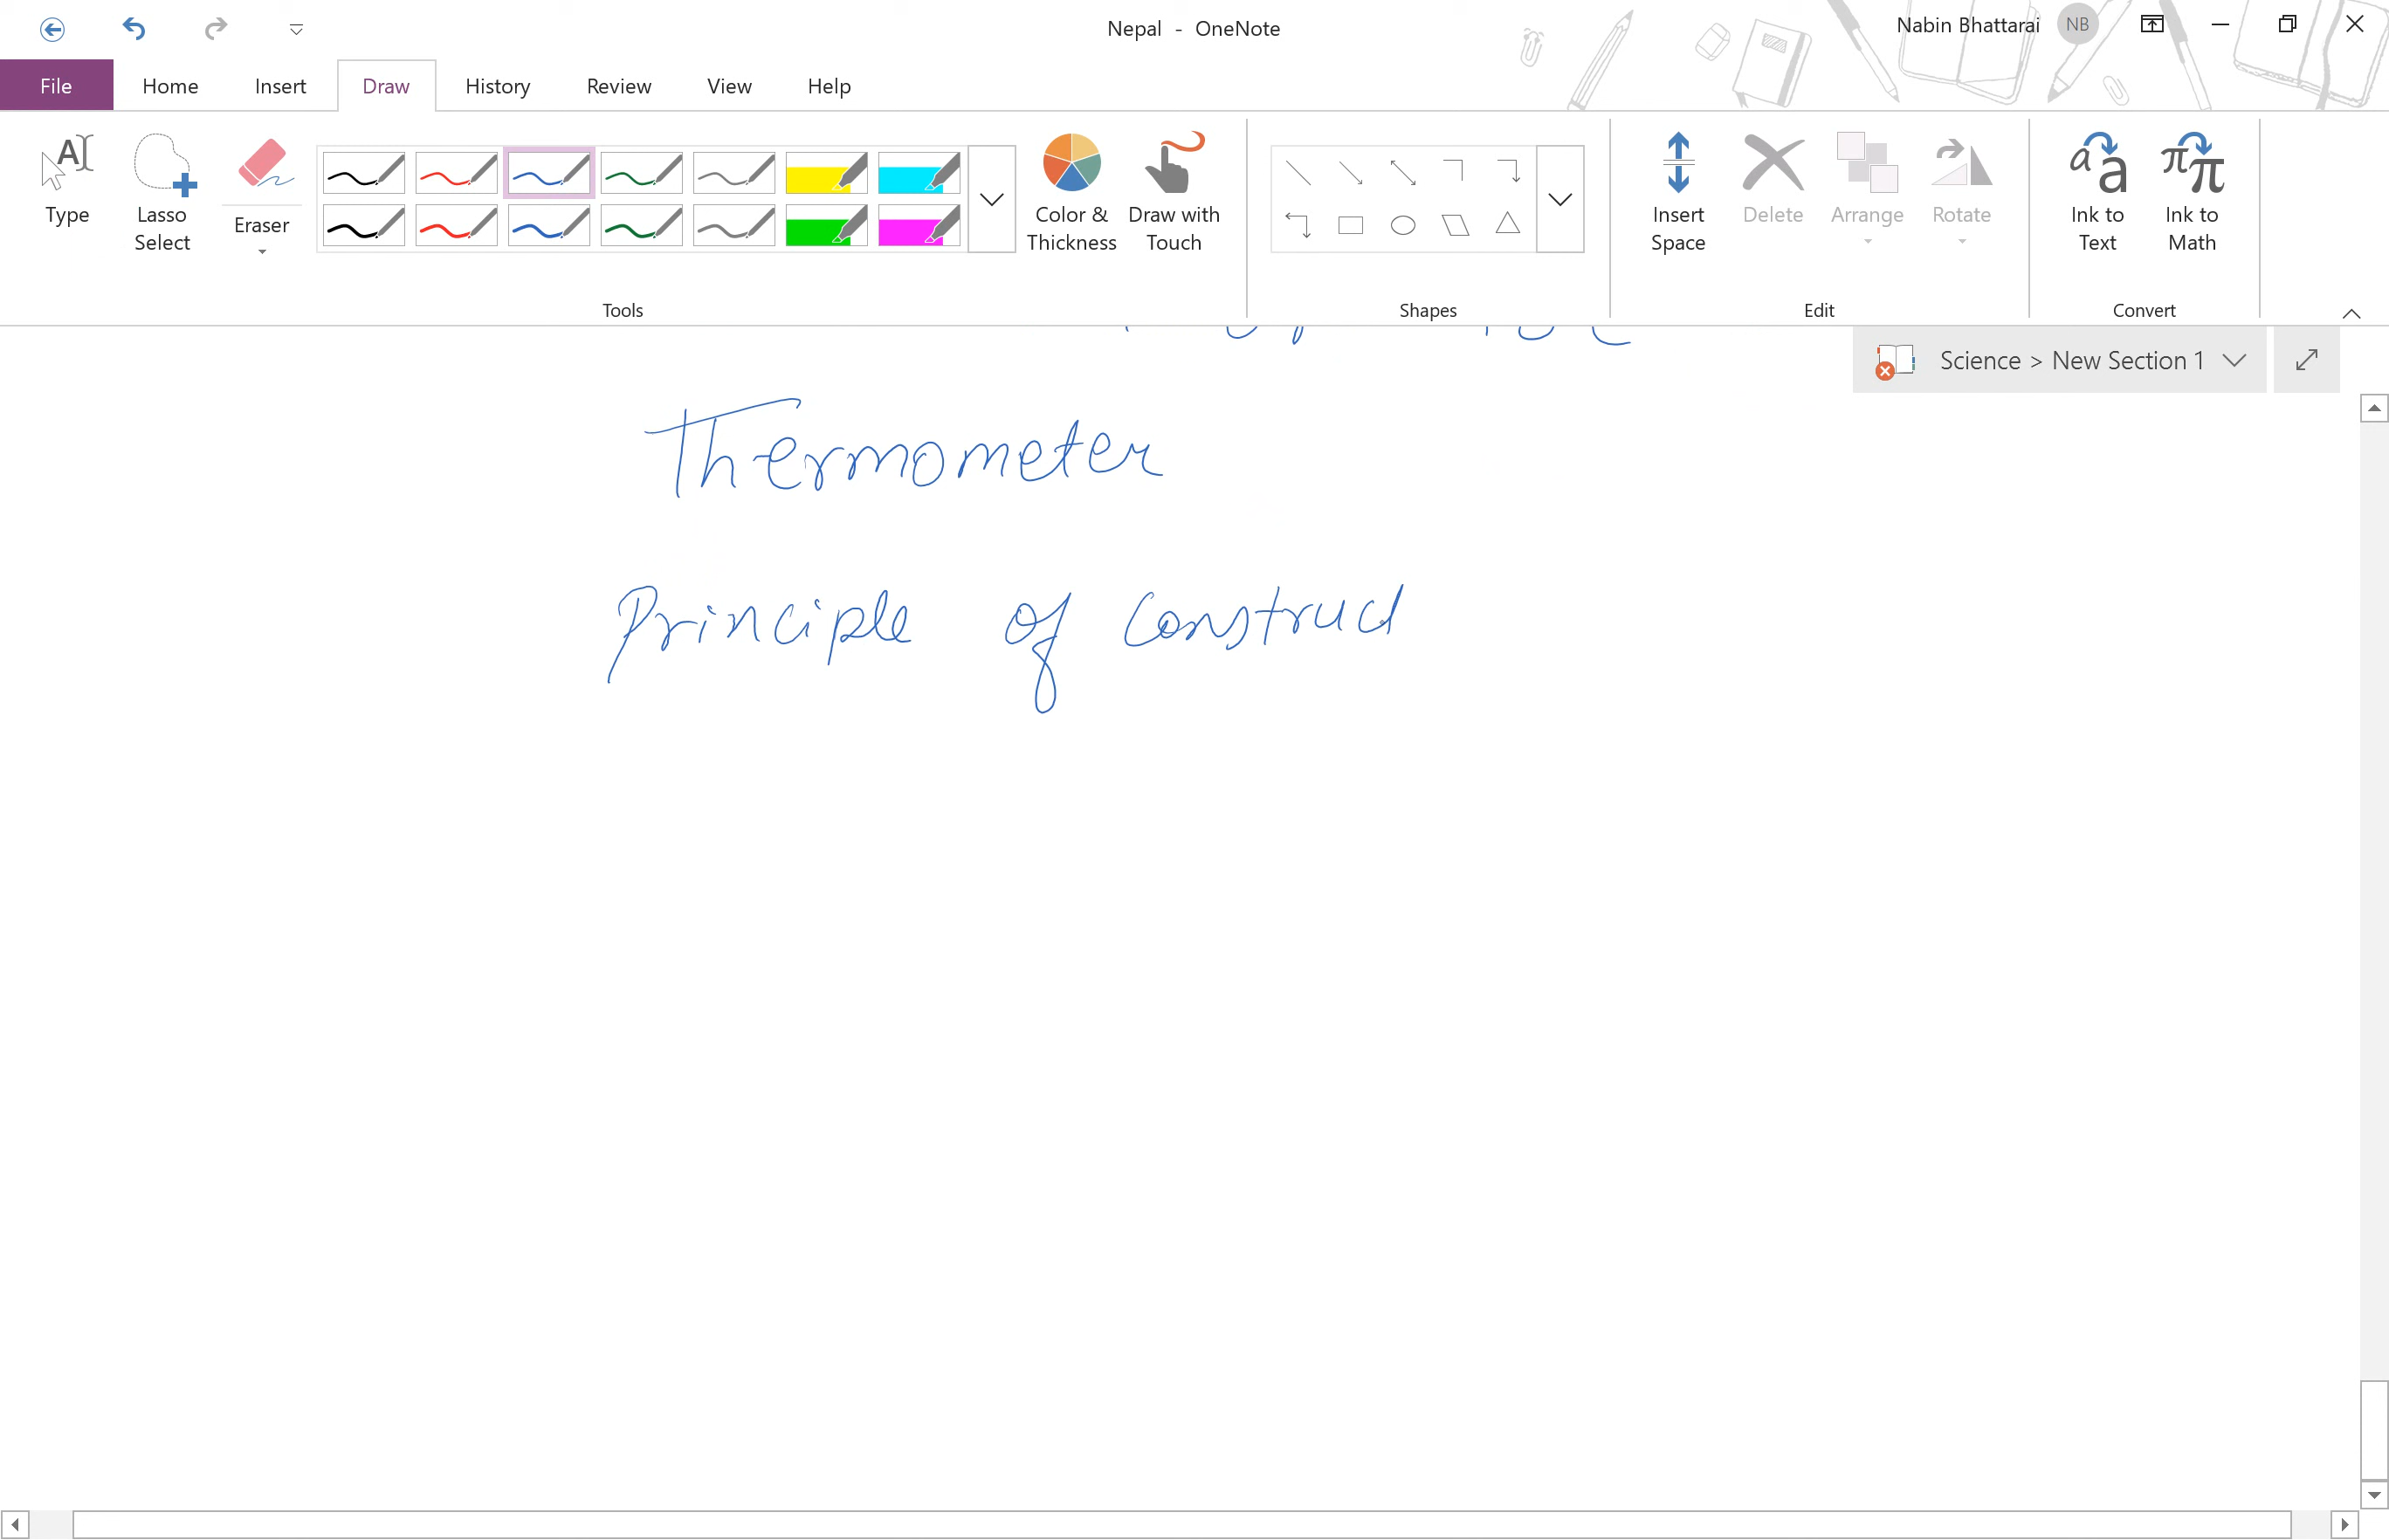 Nepal - OneNote
Nabin Bhattarai NB
File Home Insert Draw History Review View Help
Type
Lasso Select
Eraser
Color & Thickness
Draw with Touch
Insert Space
Delete
Arrange
Rotate
Ink to Text
Ink to Math
Tools Shapes Edit Convert
Science > New Section 1
Thermometer
Principle of Construct